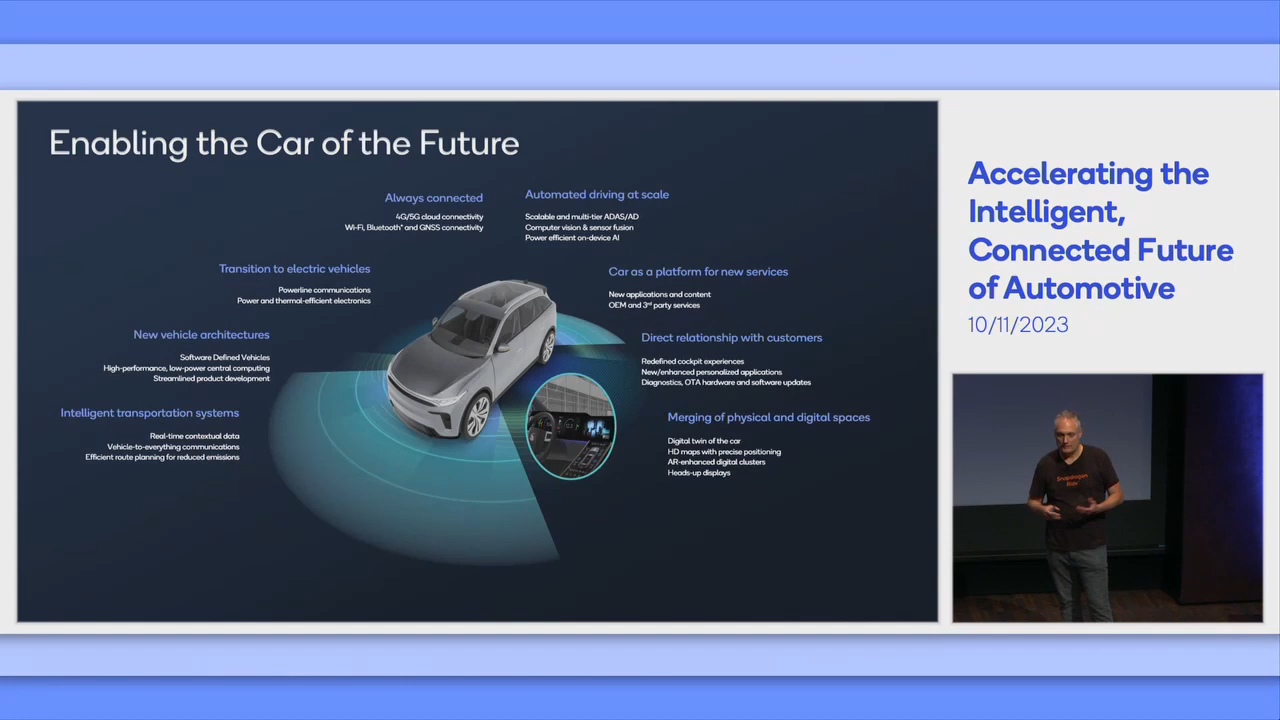 Enabling the Car of the Future
Always connected
4G/5G cloud connectivity
Wi-Fi, Bluetooth® and GNSS connectivity
Automated driving at scale
Scalable and multi-tier ADAS/AD
Computer vision & sensor fusion
Power efficient on-device AI
Transition to electric vehicles
Powerline communications
Power and thermal-efficient electronics
Car as a platform for new services
New applications and content
OEM and 3rd party services
New vehicle architectures
Software Defined Vehicles
High-performance, low-power central computing
Streamlined product development
Direct relationship with customers
Redefined cockpit experiences
New/enhanced personalized applications
Diagnostics, OTA hardware and software updates
Intelligent transportation systems
Real-time contextual data
Vehicle-to-everything communications
Efficient route planning for reduced emissions
Merging of physical and digital spaces
Digital twin of the car
HD maps with precise positioning
AR-enhanced digital clusters
Heads-up displays
Accelerating the
Intelligent,
Connected Future
of Automotive
10/11/2023
Snapdragon
Ride